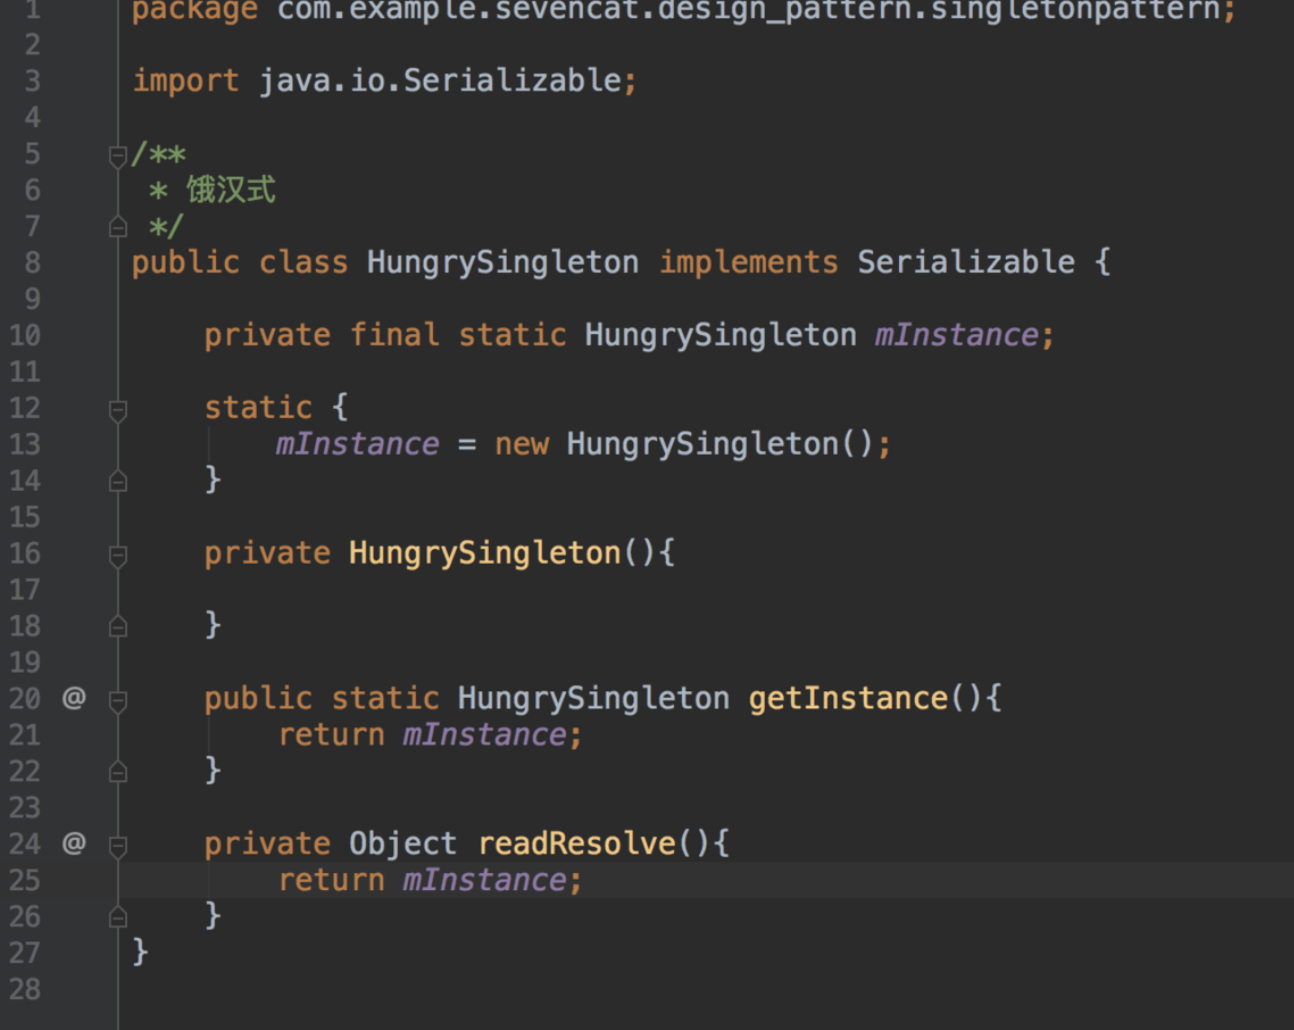 1 package com.example.sevencat.design_pattern.singletonpattern;
2
3 import java.io.Serializable;
4
5 /**
6 * 饿汉式
7 */
8 public class HungrySingleton implements Serializable {
9
10 private final static HungrySingleton mInstance;
11
12 static {
13 mInstance = new HungrySingleton();
14 }
15
16 private HungrySingleton(){
17
18 }
19
20 @ public static HungrySingleton getInstance(){
21 return mInstance;
22 }
23
24 @ private Object readResolve(){
25 return mInstance;
26 }
27 }
28